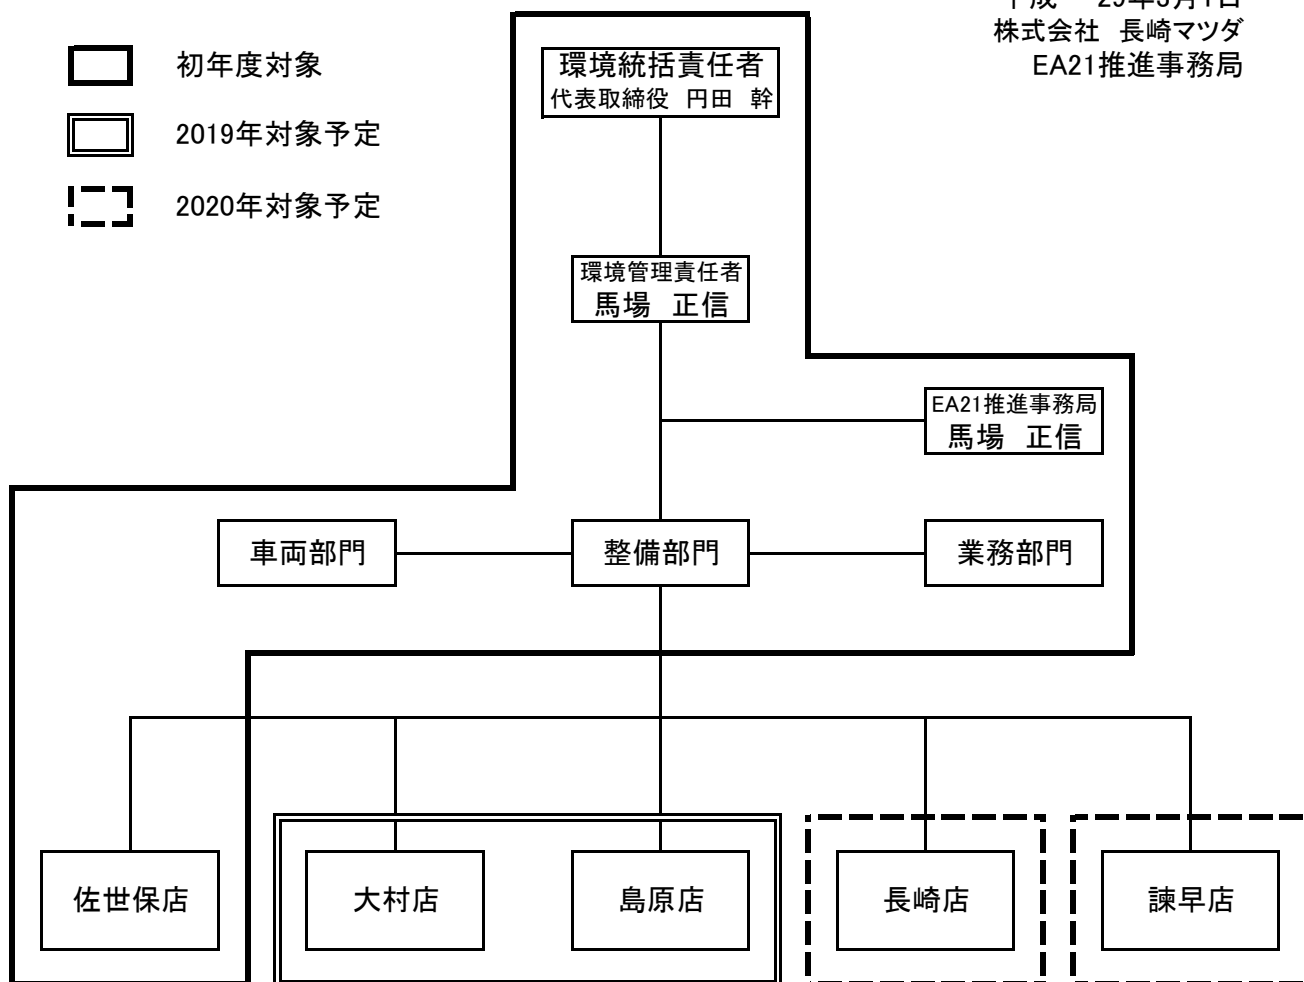 株式会社 長崎マツダ
EA21推進事務局
初年度対象
2019年対象予定
2020年対象予定
環境統括責任者
代表取締役 円田 幹
環境管理責任者
馬場 正信
EA21推進事務局
馬場 正信
車両部門
整備部門
業務部門
佐世保店
大村店
島原店
長崎店
諫早店